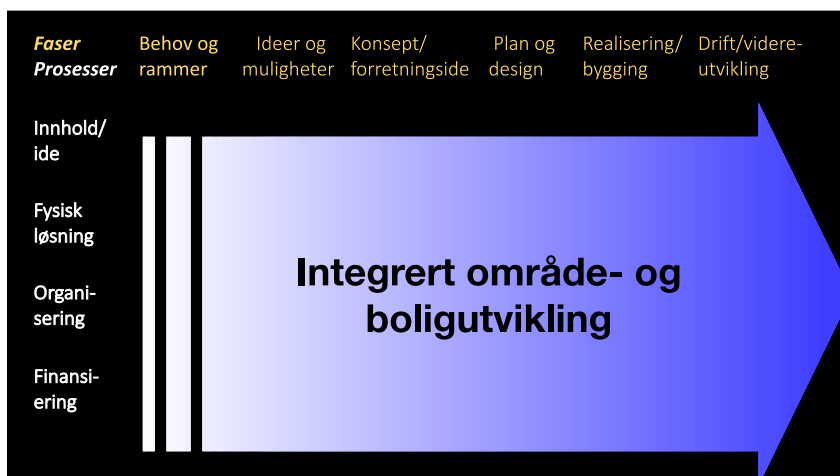 Faser
Prosesser
Behov og
rammer
Ideer og
muligheter
Konsept/
forretningside
Plan og
design
Realisering/
bygging
Drift/videre-
utvikling
Innhold/
ide
Fysisk
løsning
Organi-
sering
Finansi-
ering
Integrert område- og
boligutvikling